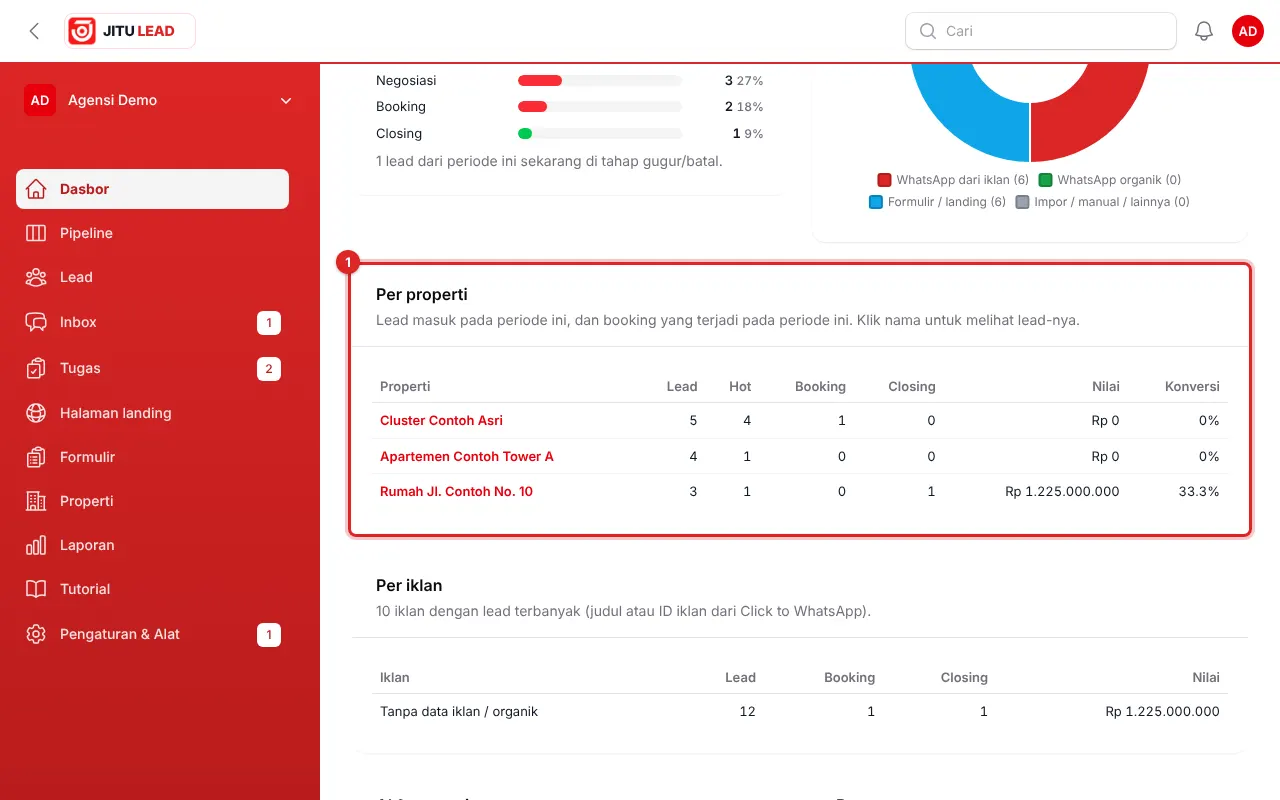 JITU LEAD
Cari
AD
AD Agensi Demo
Dasbor
Pipeline
Lead
Inbox 1
Tugas 2
Halaman landing
Formulir
Properti
Laporan
Tutorial
Pengaturan & Alat 1
Negosiasi 3 27%
Booking 2 18%
Closing 1 9%
1 lead dari periode ini sekarang di tahap gugur/batal.
WhatsApp dari iklan (6) WhatsApp organik (0)
Formulir / landing (6) Impor / manual / lainnya (0)
1
Per properti
Lead masuk pada periode ini, dan booking yang terjadi pada periode ini. Klik nama untuk melihat lead-nya.
Properti Lead Hot Booking Closing Nilai Konversi
Cluster Contoh Asri 5 4 1 0 Rp 0 0%
Apartemen Contoh Tower A 4 1 0 0 Rp 0 0%
Rumah Jl. Contoh No. 10 3 1 0 1 Rp 1.225.000.000 33.3%
Per iklan
10 iklan dengan lead terbanyak (judul atau ID iklan dari Click to WhatsApp).
Iklan Lead Booking Closing Nilai
Tanpa data iklan / organik 12 1 1 Rp 1.225.000.000